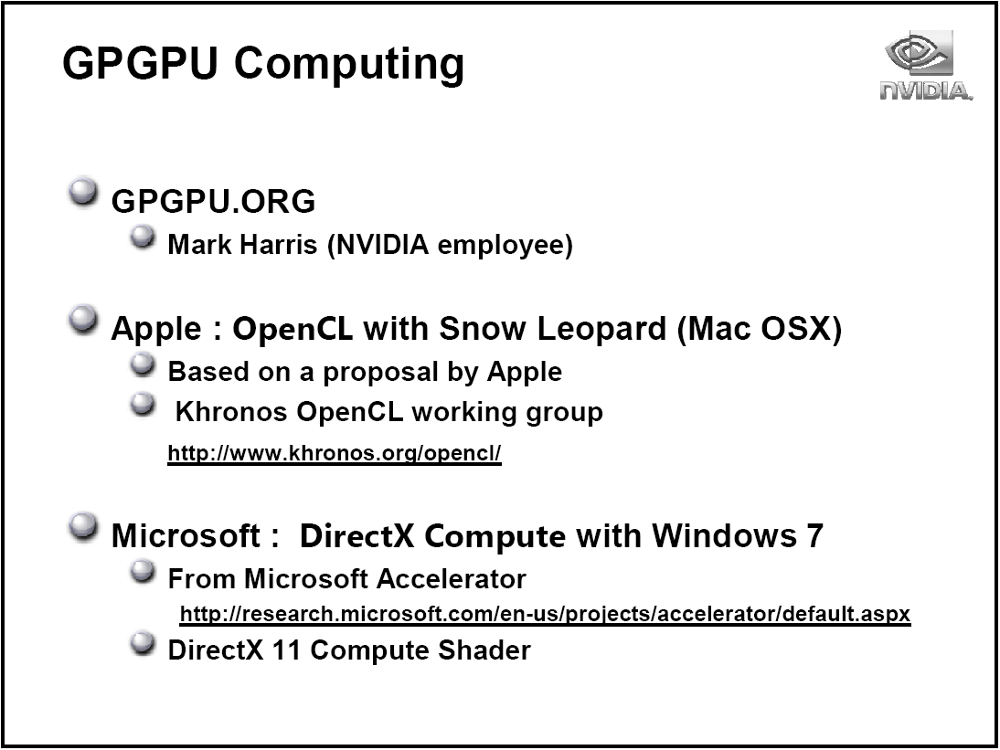 GPGPU Computing
NVIDIA.
GPGPU.ORG
Mark Harris (NVIDIA employee)
Apple : OpenCL with Snow Leopard (Mac OSX)
Based on a proposal by Apple
Khronos OpenCL working group
http://www.khronos.org/opencl/
Microsoft : DirectX Compute with Windows 7
From Microsoft Accelerator
http://research.microsoft.com/en-us/projects/accelerator/default.aspx
DirectX 11 Compute Shader